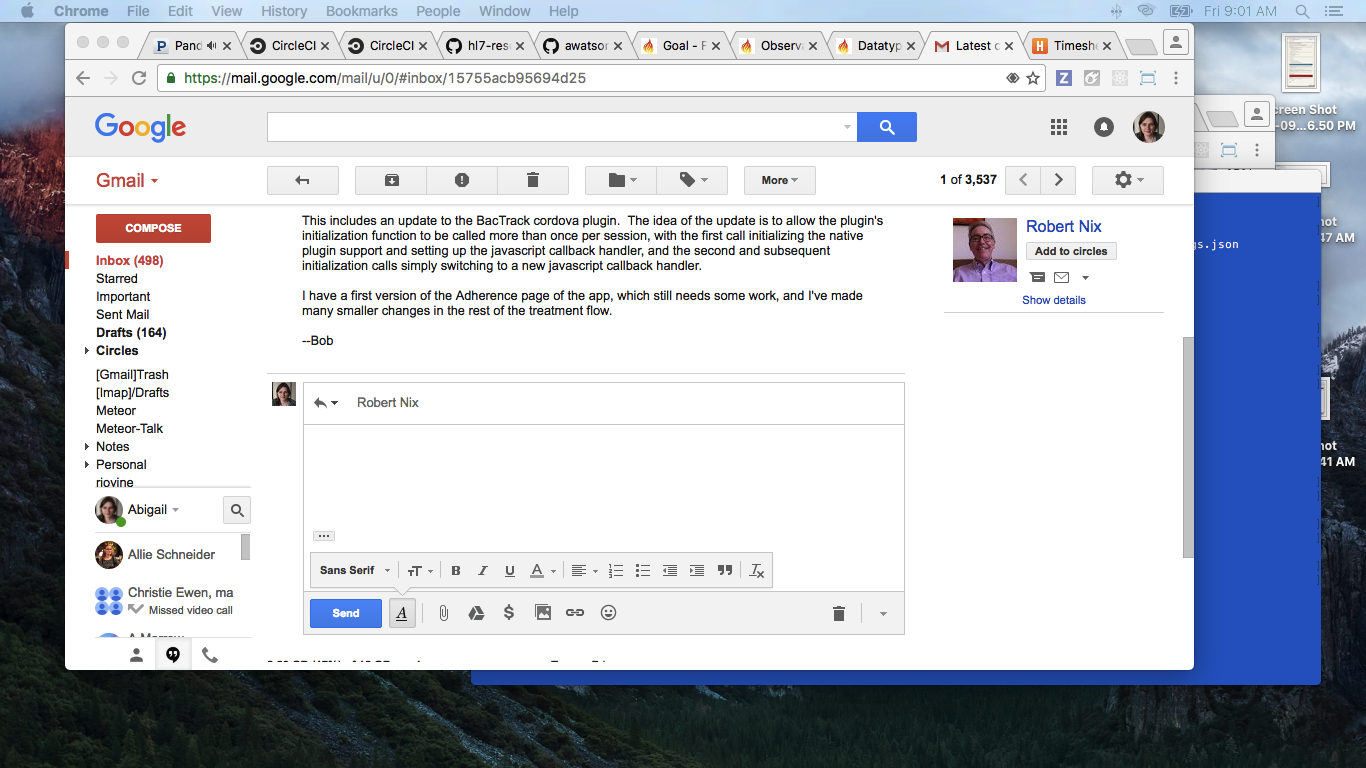 Chrome File Edit View History Bookmarks People Window Help Fri 9:01 AM
Pand CircleCI CircleCI hl7-res awatsor Goal - F Observ Datatyp Latest c Timesh
https://mail.google.com/mail/u/0/#inbox/15755acb95694d25
Google
Gmail More 1 of 3,537
COMPOSE
Inbox (498)
Starred
Important
Sent Mail
Drafts (164)
Circles
[Gmail]Trash
[Imap]/Drafts
Meteor
Meteor-Talk
Notes
Personal
riovine
Abigail
Allie Schneider
Christie Ewen, ma
Missed video call
This includes an update to the BacTrack cordova plugin. The idea of the update is to allow the plugin's
initialization function to be called more than once per session, with the first call initializing the native
plugin support and setting up the javascript callback handler, and the second and subsequent
initialization calls simply switching to a new javascript callback handler.
I have a first version of the Adherence page of the app, which still needs some work, and I've made
many smaller changes in the rest of the treatment flow.
--Bob
Robert Nix
Sans Serif
Send
Robert Nix
Add to circles
Show details
creen Shot
-09...6.50 PM
not
47 AM
gs.json
not
41 AM